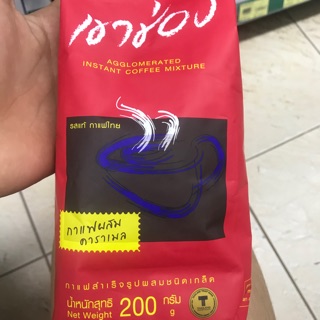 เขาช่อง
AGGLOMERATED
INSTANT COFFEE MIXTURE
รสแท้ กาแฟไทย
กาแฟผสม
คาราเมล
กาแฟสำเร็จรูปผสมชนิดเกล็ด
น้ำหนักสุทธิ 200 กรัม
Net Weight g